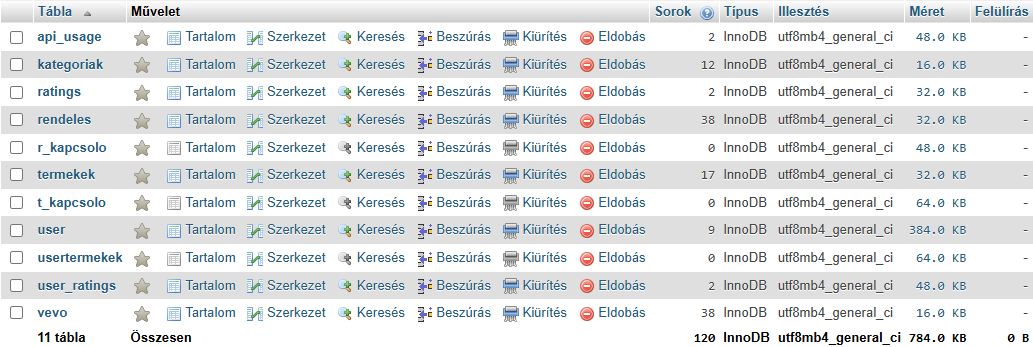 Tábla Művelet Sorok Típus Illesztés Méret Felülírás
api_usage Tartalom Szerkezet Keresés Beszúrás Kiürítés Eldobás 2 InnoDB utf8mb4_general_ci 48.0 KB -
kategoriak Tartalom Szerkezet Keresés Beszúrás Kiürítés Eldobás 12 InnoDB utf8mb4_general_ci 16.0 KB -
ratings Tartalom Szerkezet Keresés Beszúrás Kiürítés Eldobás 2 InnoDB utf8mb4_general_ci 32.0 KB -
rendeles Tartalom Szerkezet Keresés Beszúrás Kiürítés Eldobás 38 InnoDB utf8mb4_general_ci 32.0 KB -
r_kapcsolo Tartalom Szerkezet Keresés Beszúrás Kiürítés Eldobás 0 InnoDB utf8mb4_general_ci 48.0 KB -
termekek Tartalom Szerkezet Keresés Beszúrás Kiürítés Eldobás 17 InnoDB utf8mb4_general_ci 32.0 KB -
t_kapcsolo Tartalom Szerkezet Keresés Beszúrás Kiürítés Eldobás 0 InnoDB utf8mb4_general_ci 64.0 KB -
user Tartalom Szerkezet Keresés Beszúrás Kiürítés Eldobás 9 InnoDB utf8mb4_general_ci 384.0 KB -
usertermekek Tartalom Szerkezet Keresés Beszúrás Kiürítés Eldobás 0 InnoDB utf8mb4_general_ci 64.0 KB -
user_ratings Tartalom Szerkezet Keresés Beszúrás Kiürítés Eldobás 2 InnoDB utf8mb4_general_ci 48.0 KB -
vevo Tartalom Szerkezet Keresés Beszúrás Kiürítés Eldobás 38 InnoDB utf8mb4_general_ci 16.0 KB -
11 tábla Összesen 120 InnoDB utf8mb4_general_ci 784.0 KB 0 B